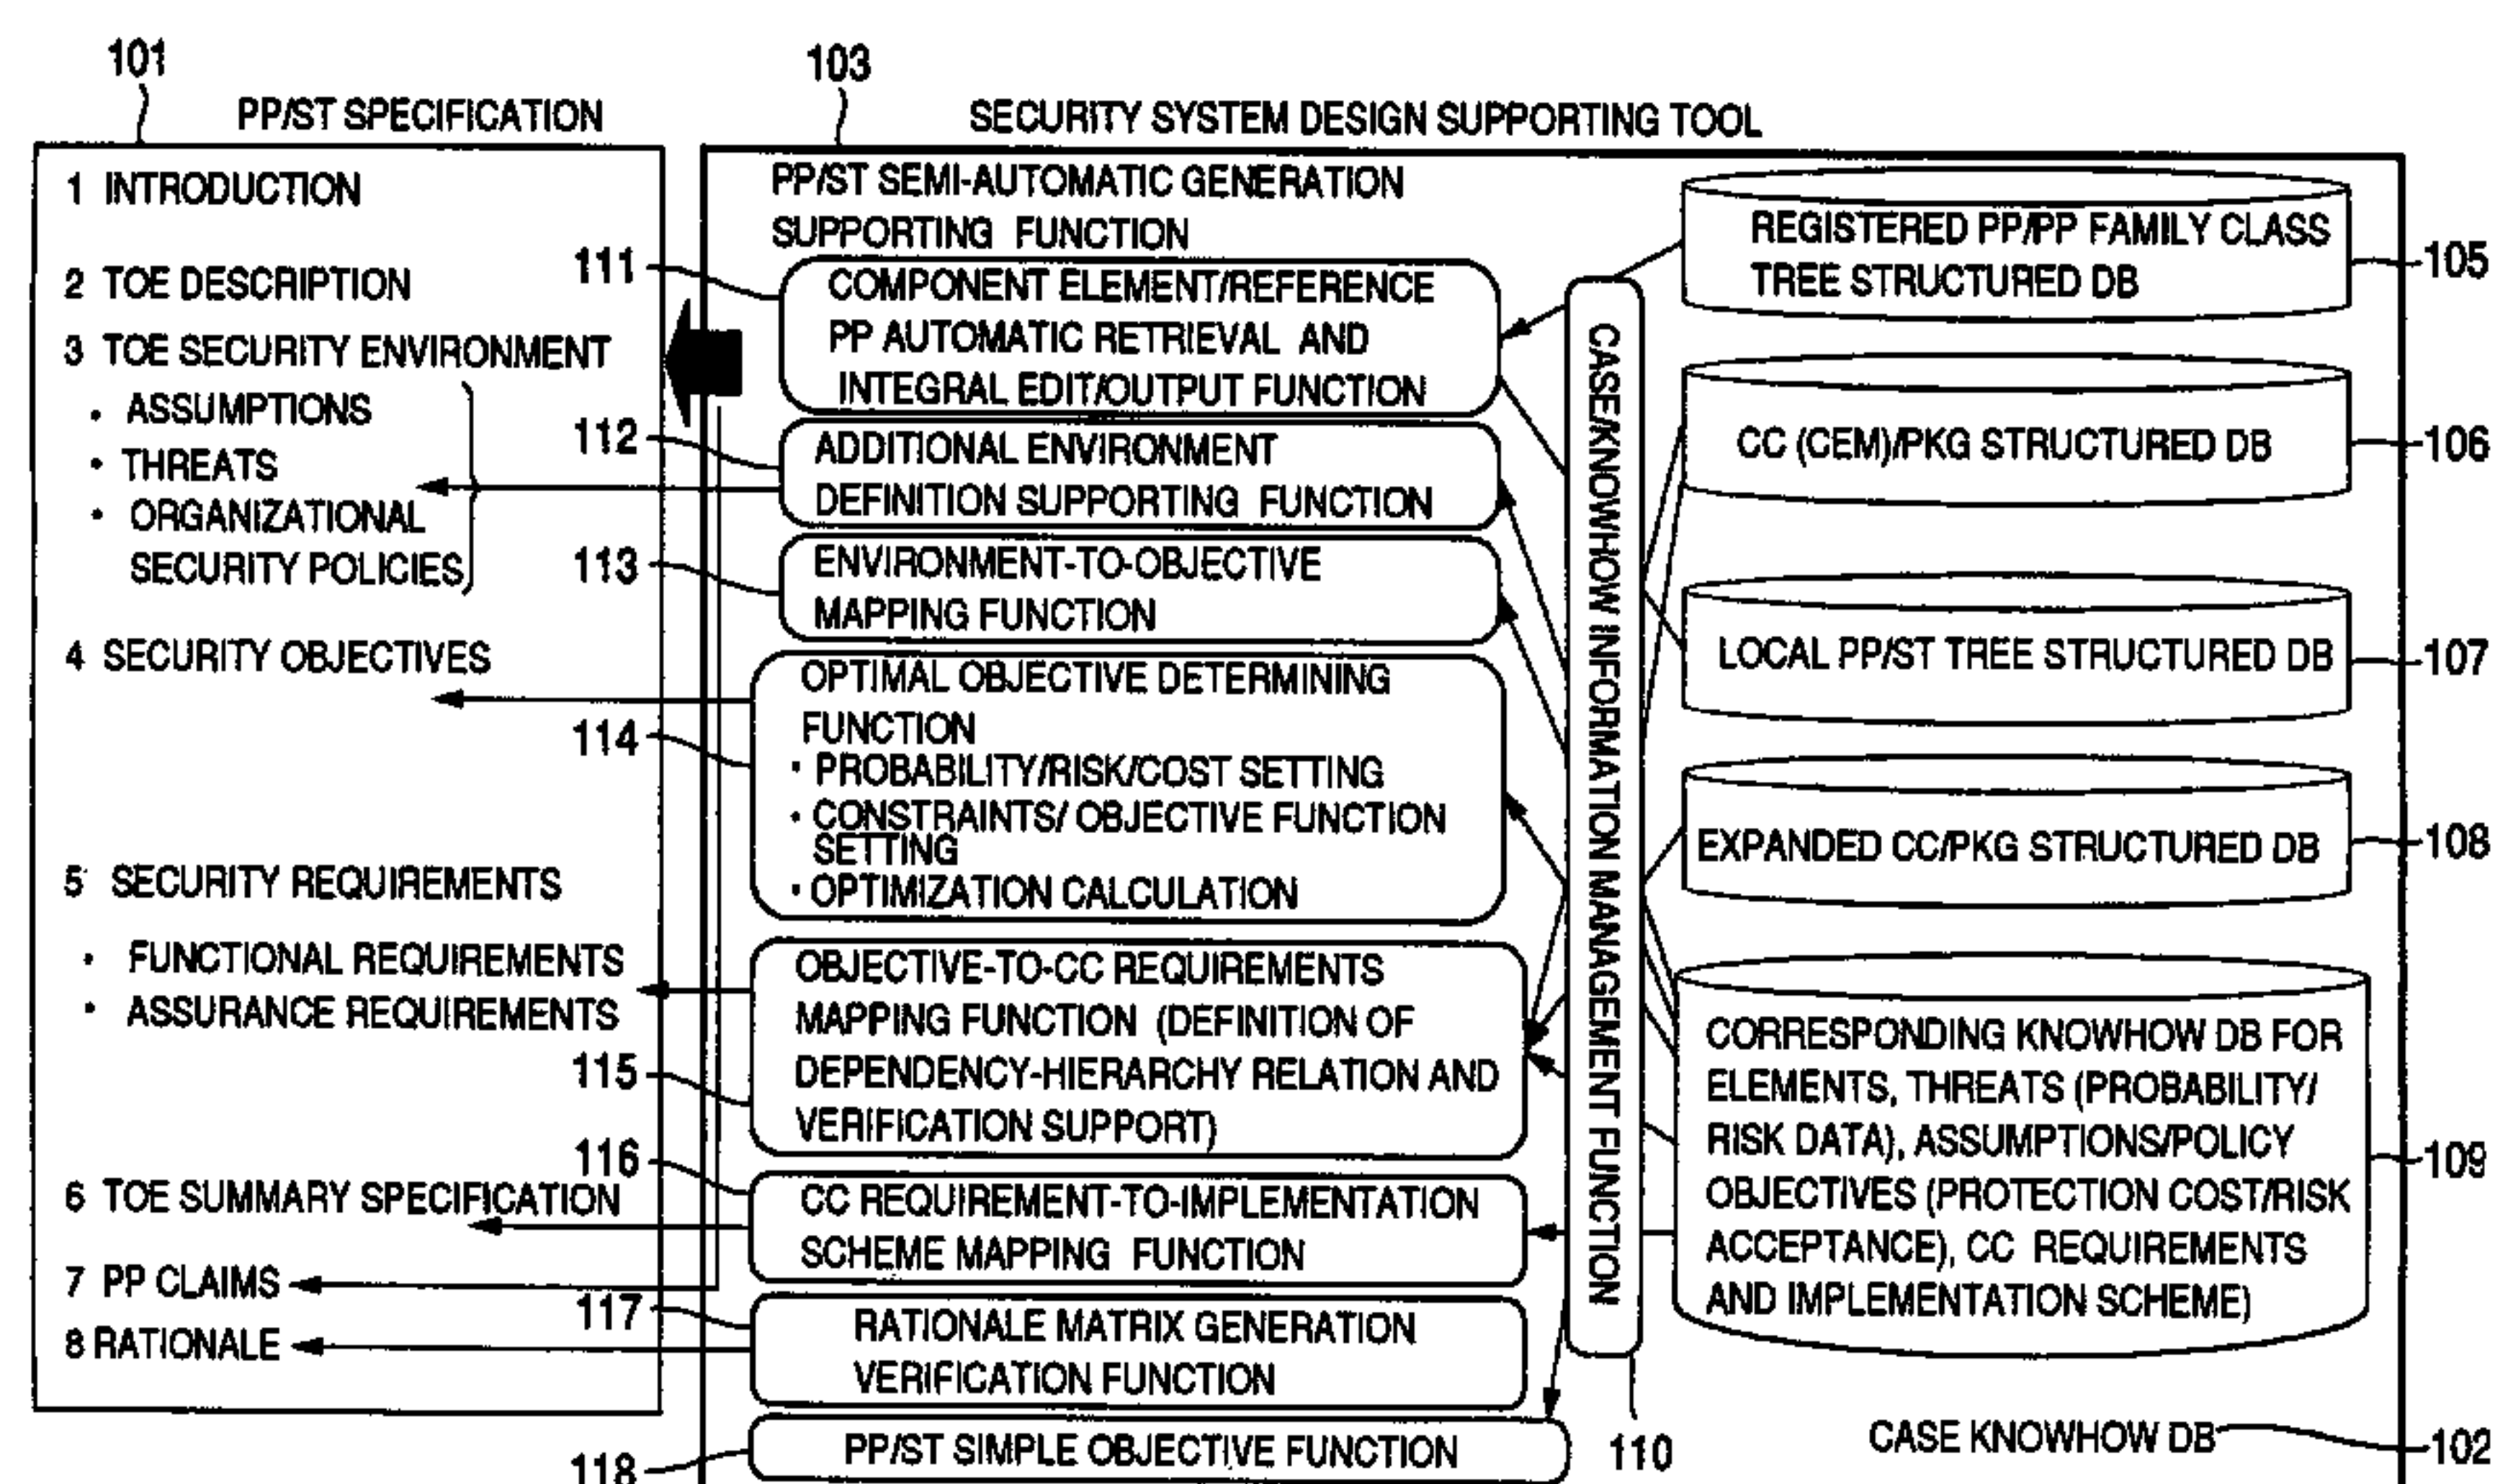 101
PP/ST SPECIFICATION
1 INTRODUCTION
2 TOE DESCRIPTION
3 TOE SECURITY ENVIRONMENT
• ASSUMPTIONS
• THREATS
• ORGANIZATIONAL
SECURITY POLICIES
4 SECURITY OBJECTIVES
5 SECURITY REQUIREMENTS
• FUNCTIONAL REQUIREMENTS
• ASSURANCE REQUIREMENTS
6 TOE SUMMARY SPECIFICATION
7 PP CLAIMS
8 RATIONALE
103
SECURITY SYSTEM DESIGN SUPPORTING TOOL
PP/ST SEMI-AUTOMATIC GENERATION
SUPPORTING FUNCTION
111
COMPONENT ELEMENT/REFERENCE
PP AUTOMATIC RETRIEVAL AND
INTEGRAL EDIT/OUTPUT FUNCTION
112
ADDITIONAL ENVIRONMENT
DEFINITION SUPPORTING FUNCTION
113
ENVIRONMENT-TO-OBJECTIVE
MAPPING FUNCTION
114
OPTIMAL OBJECTIVE DETERMINING
FUNCTION
• PROBABILITY/RISK/COST SETTING
• CONSTRAINTS/ OBJECTIVE FUNCTION
SETTING
• OPTIMIZATION CALCULATION
115
OBJECTIVE-TO-CC REQUIREMENTS
MAPPING FUNCTION (DEFINITION OF
DEPENDENCY-HIERARCHY RELATION AND
VERIFICATION SUPPORT)
116
CC REQUIREMENT-TO-IMPLEMENTATION
SCHEME MAPPING FUNCTION
117
RATIONALE MATRIX GENERATION
VERIFICATION FUNCTION
118
PP/ST SIMPLE OBJECTIVE FUNCTION
CASE/KNOWHOW INFORMATION MANAGEMENT FUNCTION
110
REGISTERED PP/PP FAMILY CLASS
TREE STRUCTURED DB
105
CC (CEM)/PKG STRUCTURED DB
106
LOCAL PP/ST TREE STRUCTURED DB
107
EXPANDED CC/PKG STRUCTURED DB
108
CORRESPONDING KNOWHOW DB FOR
ELEMENTS, THREATS (PROBABILITY/
RISK DATA), ASSUMPTIONS/POLICY
OBJECTIVES (PROTECTION COST/RISK
ACCEPTANCE), CC REQUIREMENTS
AND IMPLEMENTATION SCHEME)
109
CASE KNOWHOW DB
102